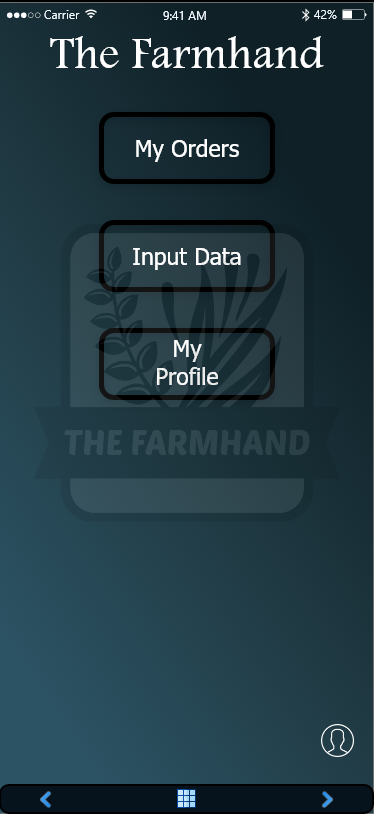 Carrier 9:41 AM 42%
The Farmhand
My Orders
Input Data
My
Profile
THE FARMHAND